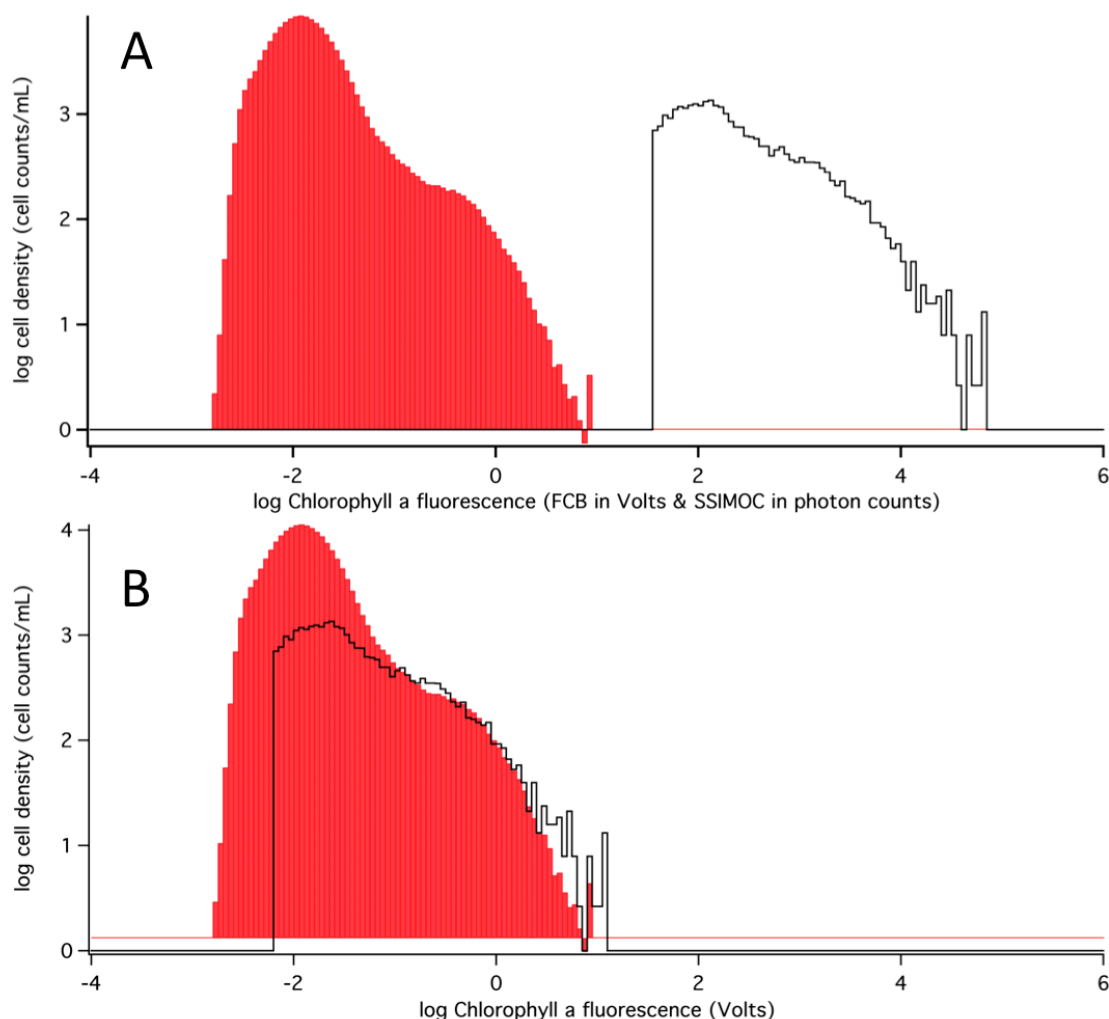 A
log cell density (cell counts/mL)
3
2
1
0
-4 -2 0 2 4 6
log Chlorophyll a fluorescence (FCB in Volts & SSIMOC in photon counts)
B
log cell density (cell counts/mL)
4
3
2
1
0
-4 -2 0 2 4 6
log Chlorophyll a fluorescence (Volts)